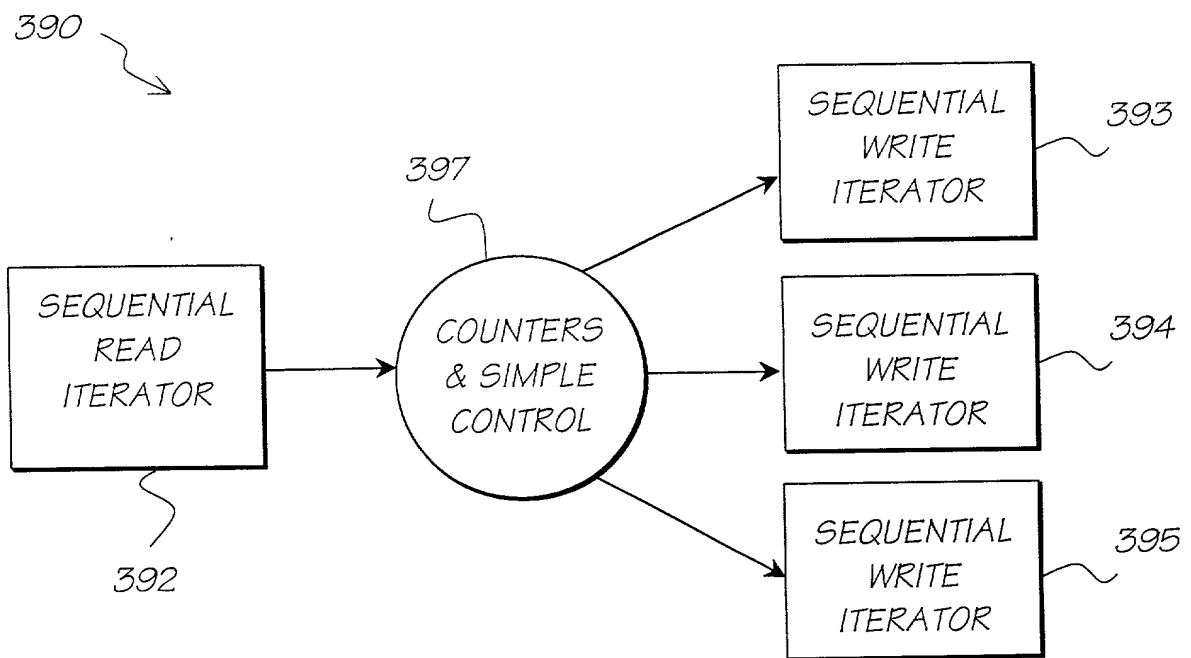 390
SEQUENTIAL
READ
ITERATOR
392
397
COUNTERS
& SIMPLE
CONTROL
SEQUENTIAL
WRITE
ITERATOR
393
SEQUENTIAL
WRITE
ITERATOR
394
SEQUENTIAL
WRITE
ITERATOR
395